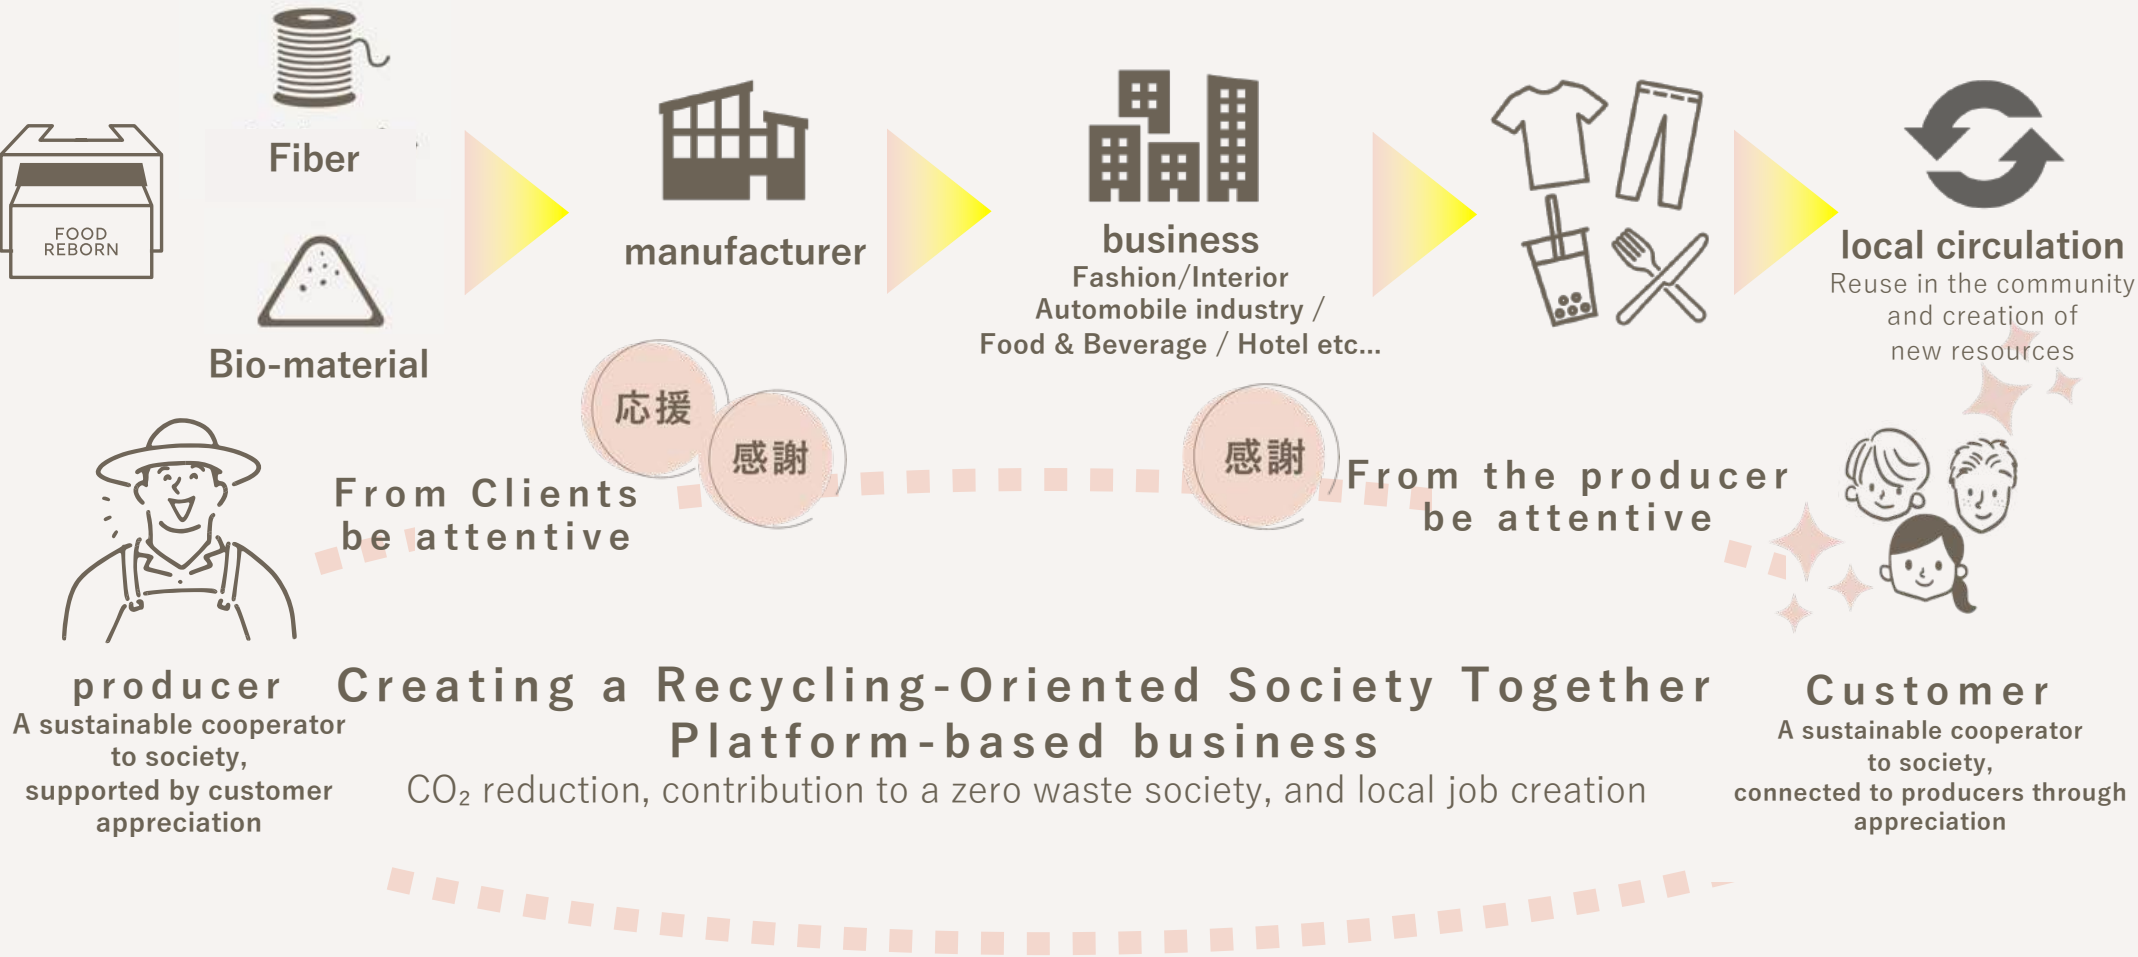 FOOD
REBORN
Fiber
Bio-material
manufacturer
business
Fashion/Interior
Automobile industry /
Food & Beverage / Hotel etc...
local circulation
Reuse in the community
and creation of
new resources
応援
感謝
感謝
From Clients
be attentive
From the producer
be attentive
producer
A sustainable cooperator
to society,
supported by customer
appreciation
Creating a Recycling-Oriented Society Together
Platform-based business
CO₂ reduction, contribution to a zero waste society, and local job creation
Customer
A sustainable cooperator
to society,
connected to producers through
appreciation